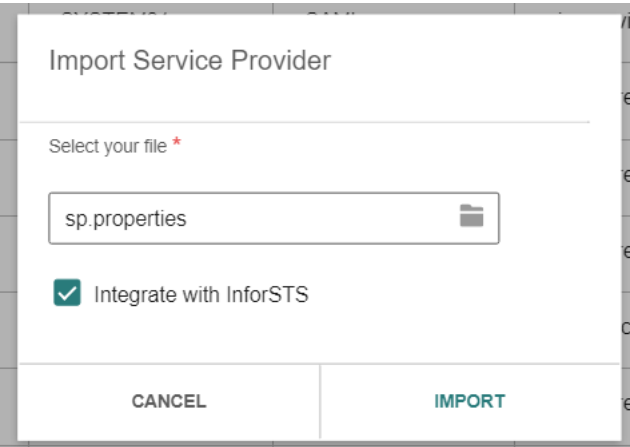 Import Service Provider
Select your file *
sp.properties
Integrate with InforSTS
CANCEL
IMPORT